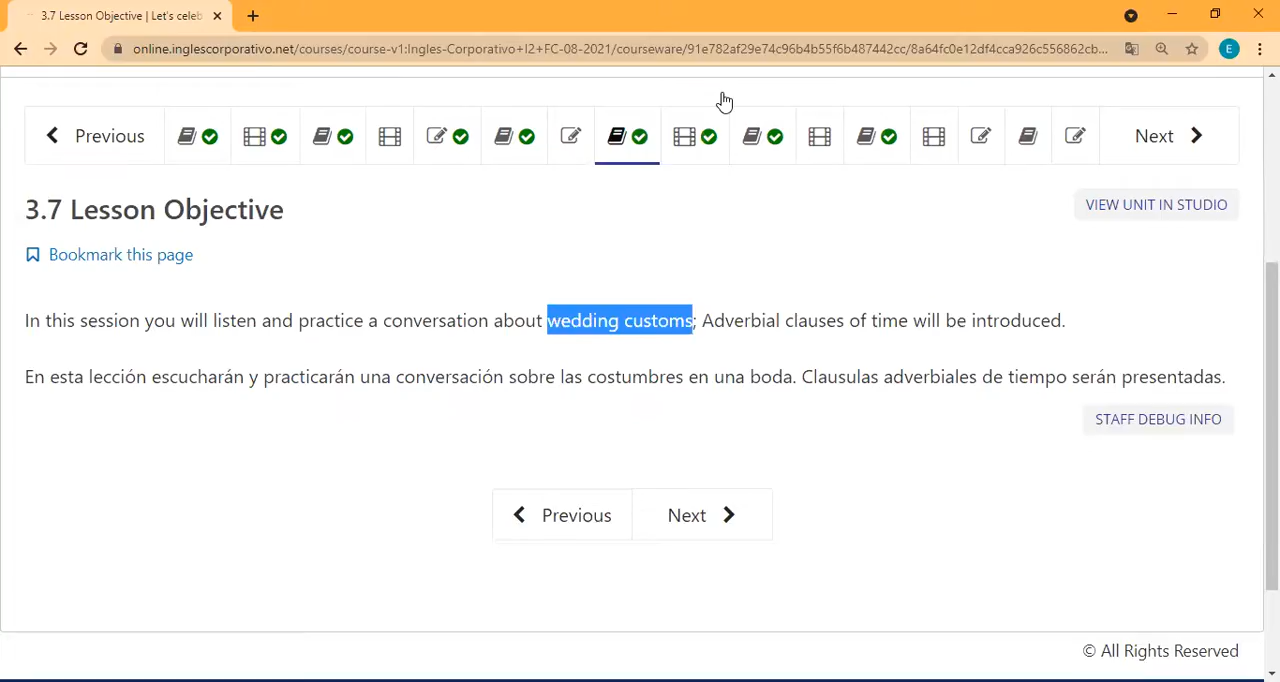 3.7 Lesson Objective | Let's celeb
online.inglescorporativo.net/courses/course-v1:Ingles-Corporativo+I2+FC-08-2021/courseware/91e782af29e74c96b4b55f6b487442cc/8a64fc0e12df4cca926c556862cb...
E
Previous
Next
3.7 Lesson Objective
VIEW UNIT IN STUDIO
Bookmark this page
In this session you will listen and practice a conversation about wedding customs; Adverbial clauses of time will be introduced.
En esta lección escucharán y practicarán una conversación sobre las costumbres en una boda. Clausulas adverbiales de tiempo serán presentadas.
STAFF DEBUG INFO
Previous
Next
© All Rights Reserved